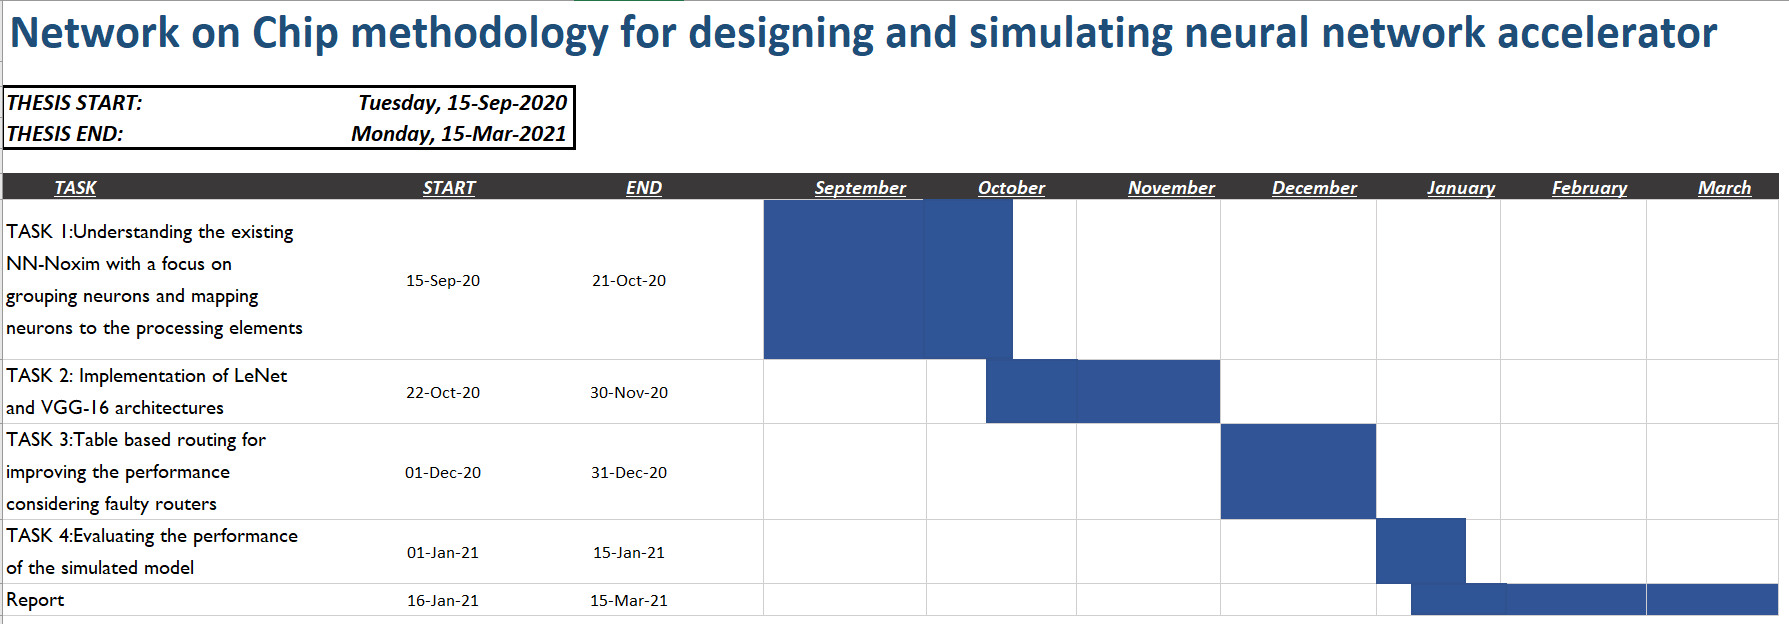 Network on Chip methodology for designing and simulating neural network accelerator
THESIS START: Tuesday, 15-Sep-2020
THESIS END: Monday, 15-Mar-2021
TASK START END September October November December January February March
TASK 1:Understanding the existing
NN-Noxim with a focus on
grouping neurons and mapping
neurons to the processing elements
15-Sep-20 21-Oct-20
TASK 2: Implementation of LeNet
and VGG-16 architectures
22-Oct-20 30-Nov-20
TASK 3:Table based routing for
improving the performance
considering faulty routers
01-Dec-20 31-Dec-20
TASK 4:Evaluating the performance
of the simulated model
01-Jan-21 15-Jan-21
Report 16-Jan-21 15-Mar-21